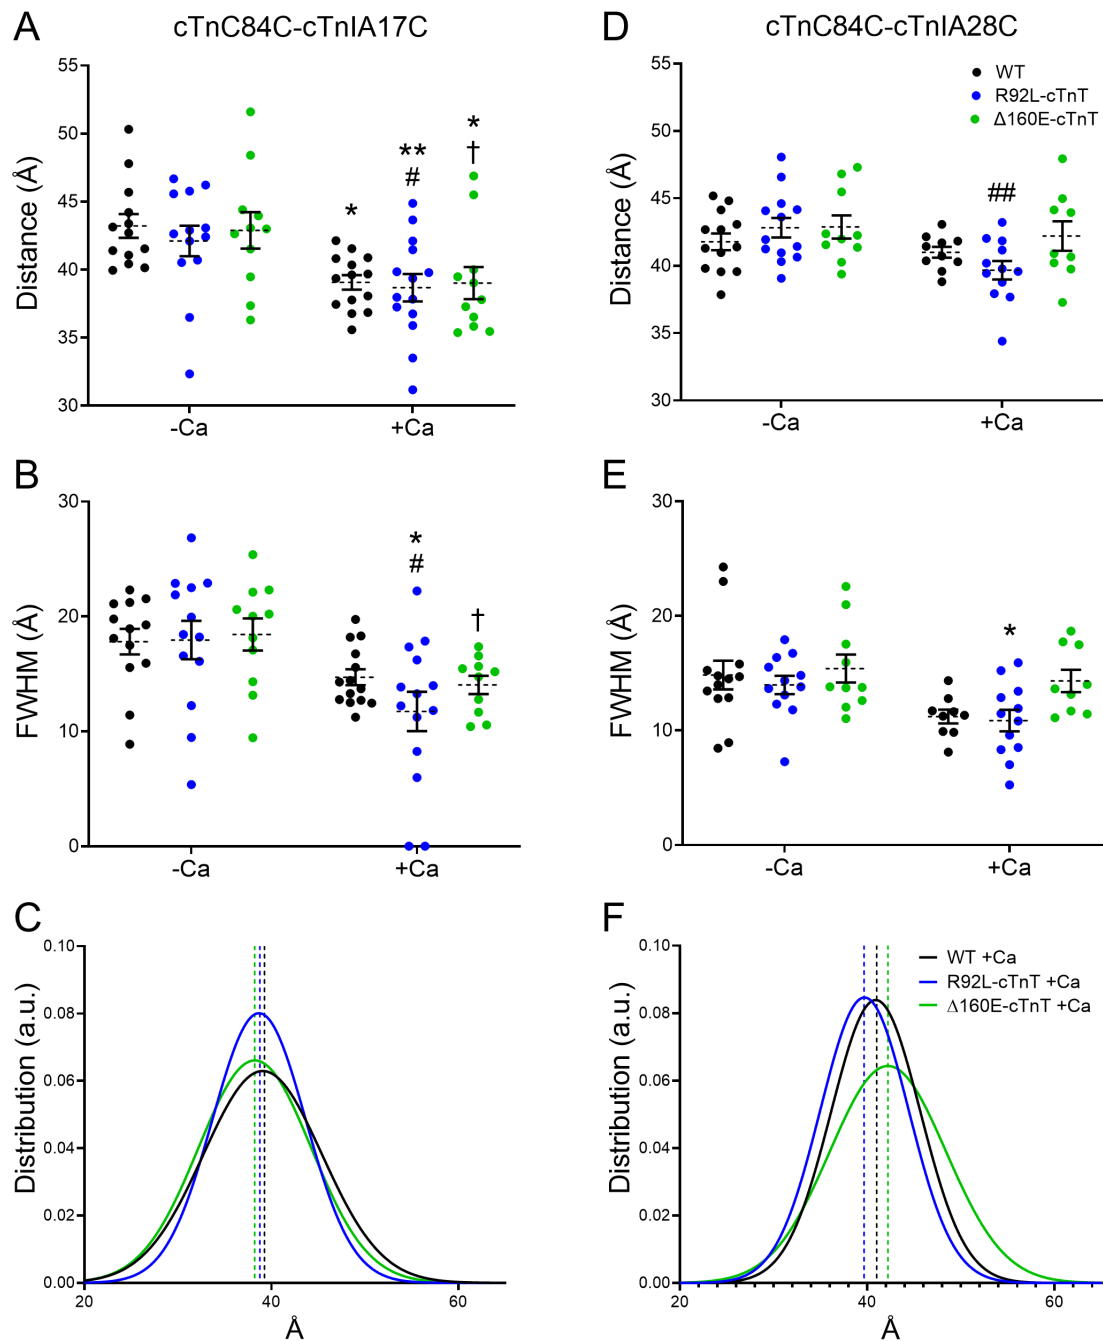 A
cTnC84C-cTnIA17C
55
50
45
40
35
30
Distance (Å)
*
**
#
*
†
-Ca
+Ca
D
cTnC84C-cTnIA28C
55
50
45
40
35
30
Distance (Å)
WT
R92L-cTnT
Δ160E-cTnT
##
-Ca
+Ca
B
30
20
10
0
FWHM (Å)
*
#
†
-Ca
+Ca
E
30
20
10
0
FWHM (Å)
*
-Ca
+Ca
C
0.10
0.08
0.06
0.04
0.02
0.00
Distribution (a.u.)
20
40
60
Å
F
0.10
0.08
0.06
0.04
0.02
0.00
Distribution (a.u.)
WT +Ca
R92L-cTnT +Ca
Δ160E-cTnT +Ca
20
40
60
Å